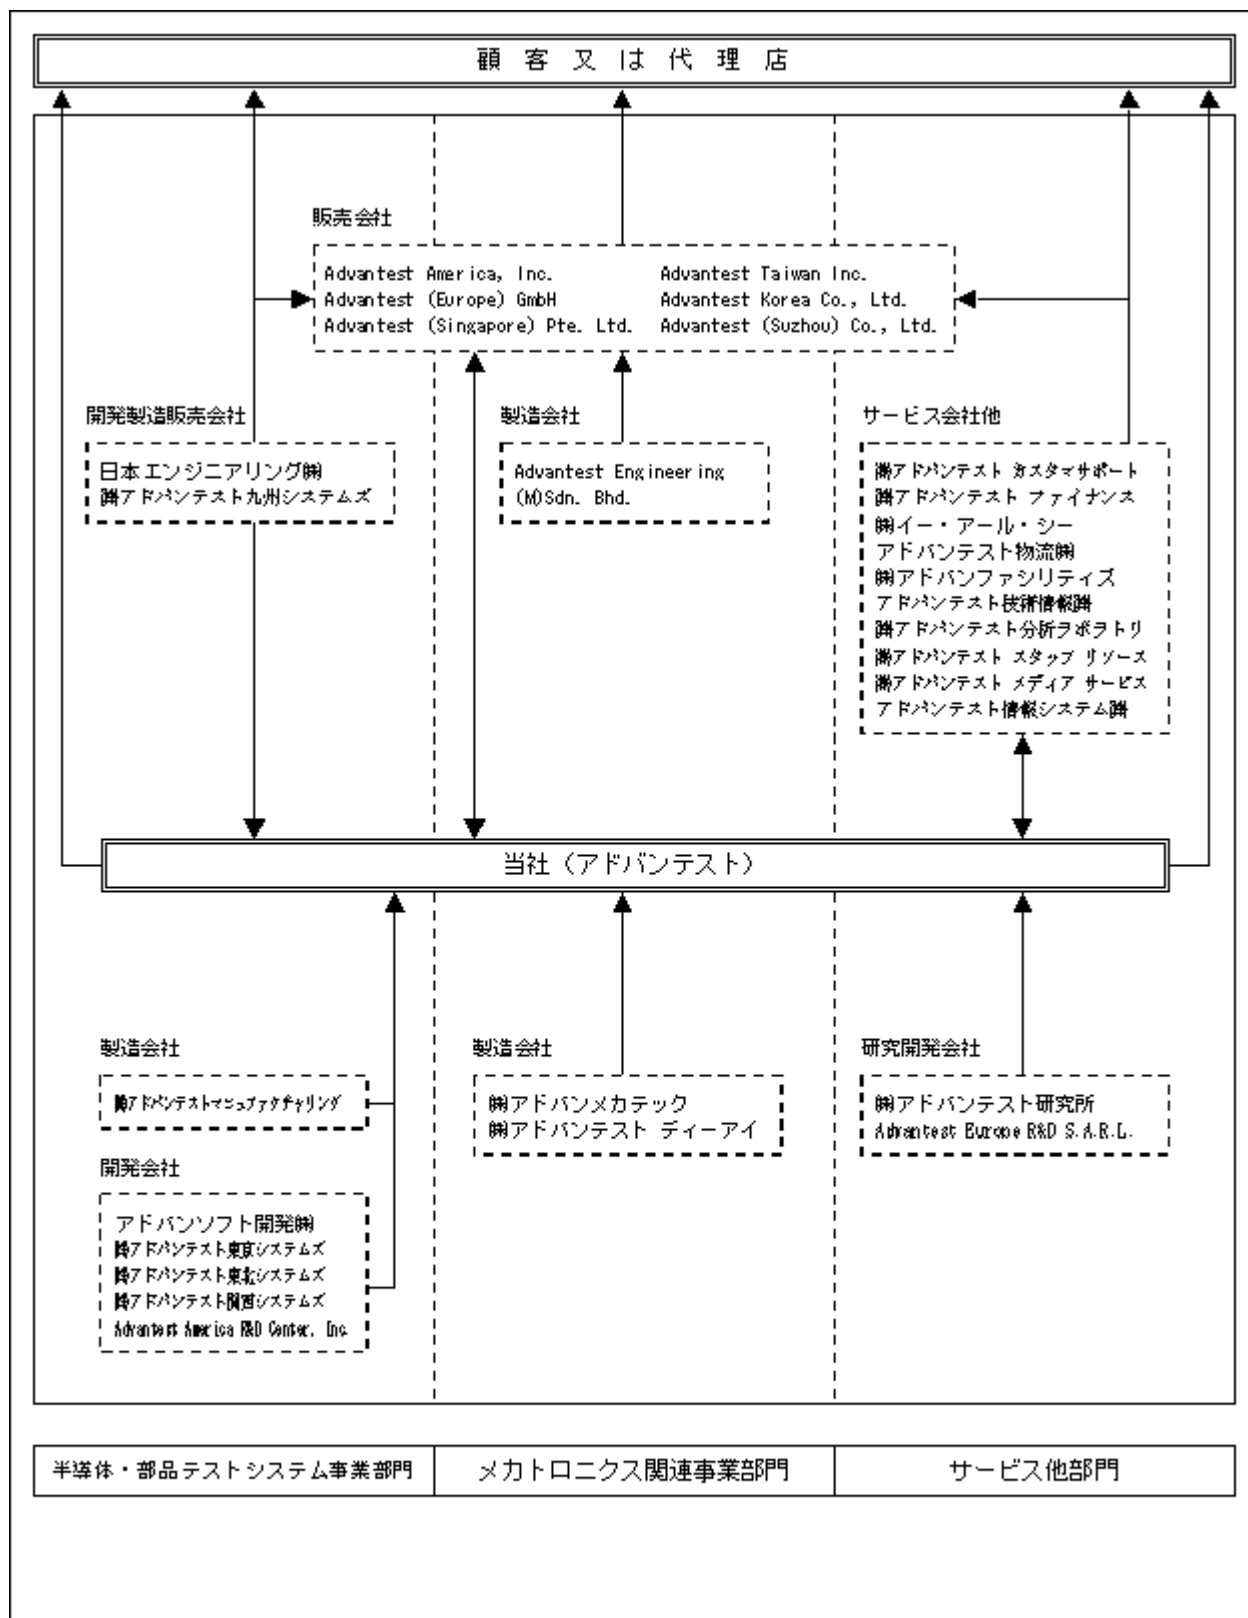 顧客又は代理店
販売会社
Advantest America, Inc.
Advantest (Europe) GmbH
Advantest (Singapore) Pte. Ltd.
Advantest Taiwan Inc.
Advantest Korea Co., Ltd.
Advantest (Suzhou) Co., Ltd.
開発製造販売会社
日本エンジニアリング㈱
㈱アドバンテスト九州システムズ
製造会社
Advantest Engineering
(M)Sdn. Bhd.
サービス会社他
㈱アドバンテスト カスタマサポート
㈱アドバンテスト ファイナンス
㈱イー・アール・シー
アドバンテスト物流㈱
㈱アドバンファシリティズ
アドバンテスト技術情報㈱
㈱アドバンテスト分析ラボラトリ
㈱アドバンテスト スタッフ リソース
㈱アドバンテスト メディア サービス
アドバンテスト情報システム㈱
当社（アドバンテスト）
製造会社
㈱アドバンテストマニュファクチャリング
開発会社
アドバンソフト開発㈱
㈱アドバンテスト東京システムズ
㈱アドバンテスト東北システムズ
㈱アドバンテスト関西システムズ
Advantest America R&D Center, Inc.
製造会社
㈱アドバンメカテック
㈱アドバンテスト ディーアイ
研究開発会社
㈱アドバンテスト研究所
Advantest Europe R&D S.A.R.L.
半導体・部品テストシステム事業部門
メカトロニクス関連事業部門
サービス他部門